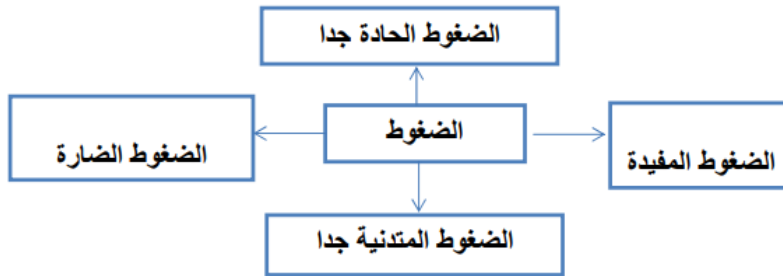 الضغوط الحادة جدا
الضغوط
الضغوط المفيدة
الضغوط الضارة
الضغوط المتدنية جدا